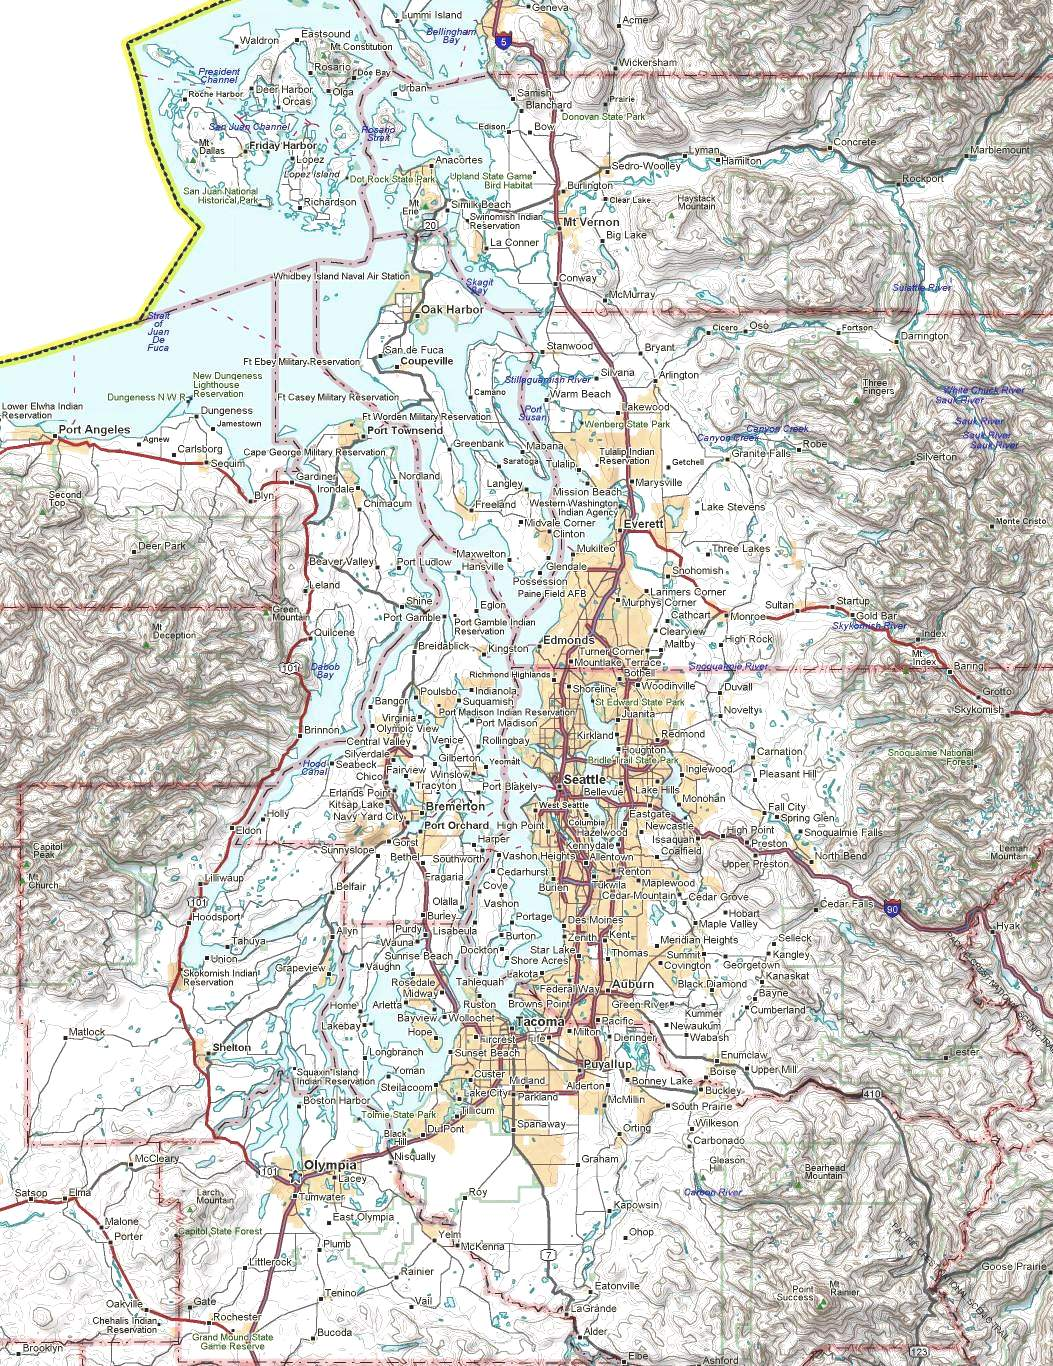 Geneva
Lummi Island
Bellingham
Bay
Acme
Waldron
Eastsound
Mt Constitution
5
Wickersham
President
Channel
Rosario
Doe Bay
Roche Harbor
Deer Harbor
Olga
Urban
Samish
Orcas
Blanchard
Prairie
Donovan State Park
San Juan Channel
Rosario
Strait
Edison
Bow
Mt
Dallas
Friday Harbor
Lopez
Anacortes
Lyman
Hamilton
Concrete
Marblemount
Sedro-Woolley
Lopez Island
Dot Rock State Park
Upland State Game
Bird Habitat
Rockport
San Juan National
Historical Park
Burlington
Clear Lake
Haystack
Mountain
Richardson
Mt
Erie
Similk Beach
Swinomish Indian
Reservation
20
Mt Vernon
Big Lake
La Conner
Whidbey Island Naval Air Station
Skagit
Bay
Conway
McMurray
Suiattle River
Oak Harbor
Strait
of
Juan
De
Fuca
Cicero
Oso
Fortson
Darrington
San de Fuca
Coupeville
Stanwood
Bryant
Ft Ebey Military Reservation
New Dungeness
Lighthouse
Reservation
Stillaguamish River
Silvana
Arlington
Three
Fingers
White Chuck River
Sauk River
Dungeness N W R
Ft Casey Military Reservation
Camano
Warm Beach
Lower Elwha Indian
Reservation
Dungeness
Jamestown
Ft Worden Military Reservation
Port
Susan
Lakewood
Wenberg State Park
Sauk River
Port Angeles
Port Townsend
Canyon Creek
Canyon Creek
Sauk River
Sauk River
Agnew
Carlsborg
Greenbank
Mabana
Robe
Cape George Military Reservation
Saratoga
Tulalip
Tulalip Indian
Reservation
Getchell
Granite Falls
Silverton
Sequim
Gardiner
Nordland
Langley
Mission Beach
Marysville
Second
Top
Blyn
Irondale
Chimacum
Freeland
Western Washington
Indian Agency
Lake Stevens
Midvale Corner
Clinton
Everett
Monte Cristo
Deer Park
Mukilteo
Three Lakes
Beaver Valley
Port Ludlow
Maxwelton
Hansville
Glendale
Snohomish
Leland
Possession
Paine Field AFB
Larimers Corner
Murphys Corner
Cathcart
Monroe
Sultan
Startup
Gold Bar
Skykomish River
Green
Mountain
Shine
Port Gamble
Eglon
Port Gamble Indian
Reservation
Mt
Deception
Quilcene
Clearview
Maltby
High Rock
Index
Edmonds
Breidablick
Kingston
Turner Corner
Mountlake Terrace
Mt
Index
Baring
101
Dabob
Bay
Snoqualmie River
Richmond Highlands
Bothell
Woodinville
Duvall
Grotto
Poulsbo
Indianola
Shoreline
Bangor
Suquamish
St Edward State Park
Novelty
Skykomish
Virginia
Port Madison Indian Reservation
Juanita
Olympic View
Port Madison
Brinnon
Kirkland
Redmond
Central Valley
Venice
Rollingbay
Houghton
Carnation
Snoqualmie National
Forest
Silverdale
Seabeck
Gilberton
Yeomalt
Bridle Trail State Park
Hood
Canal
Chico
Fairview
Winslow
Inglewood
Pleasant Hill
Tracyton
Port Blakely
Seattle
Bellevue
Lake Hills
Erlands Point
Kitsap Lake
Navy Yard City
Bremerton
West Seattle
Monohan
Fall City
Spring Glen
Holly
Port Orchard
High Point
Columbia
Eastgate
Newcastle
Eldon
Hazelwood
High Point
Preston
Snoqualmie Falls
Gorst
Harper
Kennydale
Issaquah
Coalfield
Capitol
Peak
Sunnyslope
Bethel
Southworth
Vashon Heights
Allentown
Upper Preston
North Bend
Leman
Mountain
Mt
Church
Lilliwaup
Fragaria
Cedarhurst
Renton
Belfair
Cove
Burien
Tukwila
Maplewood
Cedar Mountain
Cedar Grove
101
Olalla
Vashon
Cedar Falls
90
Hoodsport
Burley
Portage
Des Moines
Hobart
Maple Valley
Hyak
Tahuya
Allyn
Purdy
Lisabeula
Wauna
Burton
Zenith
Kent
Meridian Heights
Selleck
Union
Sunrise Beach
Dockton
Star Lake
Thomas
Summit
Kangley
Skokomish Indian
Reservation
Grapeview
Vaughn
Shore Acres
Covington
Georgetown
Lakota
Kanaskat
Rosedale
Tahlequah
Federal Way
Auburn
Black Diamond
Bayne
Midway
Home
Arletta
Ruston
Browns Point
Green River
Cumberland
Bayview
Wollochet
Kummer
Matlock
Lakebay
Hope
Tacoma
Pacific
Newaukum
Wabash
Fircrest
Fife
Milton
Dieringer
Shelton
Longbranch
Sunset Beach
Enumclaw
Lester
Puyallup
Boise
Upper Mill
Squaxin Island
Indian Reservation
Yoman
Custer
Midland
Alderton
Bonney Lake
Steilacoom
Buckley
410
Boston Harbor
Lake City
Parkland
McMillin
South Prairie
Tolmie State Park
Tillicum
Spanaway
Orting
Wilkeson
Black
Hill
DuPont
Carbonado
McCleary
Nisqually
Graham
Gleason
Hill
Bearhead
Mountain
101
Olympia
Lacey
Satsop
Elma
Larch
Mountain
Tumwater
Roy
Carbon River
Malone
Capitol State Forest
East Olympia
Kapowsin
Porter
Yelm
Ohop
Plumb
McKenna
7
Littlerock
Rainier
Goose Prairie
Eatonville
Point
Success
Mt
Rainier
Oakville
Gate
Tenino
Vail
LaGrande
Chehalis Indian
Reservation
Rochester
Grand Mound State
Game Reserve
Bucoda
Alder
Brooklyn
Elbe
Ashford
123